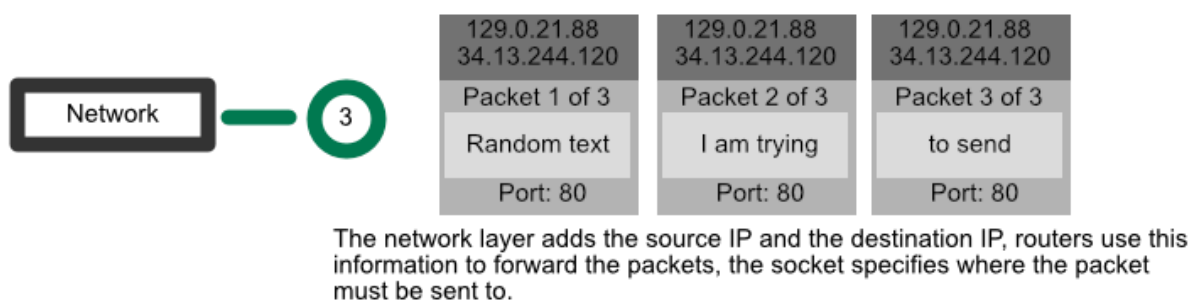 Network
3
129.0.21.88
34.13.244.120
Packet 1 of 3
Random text
Port: 80
129.0.21.88
34.13.244.120
Packet 2 of 3
I am trying
Port: 80
129.0.21.88
34.13.244.120
Packet 3 of 3
to send
Port: 80
The network layer adds the source IP and the destination IP, routers use this
information to forward the packets, the socket specifies where the packet
must be sent to.